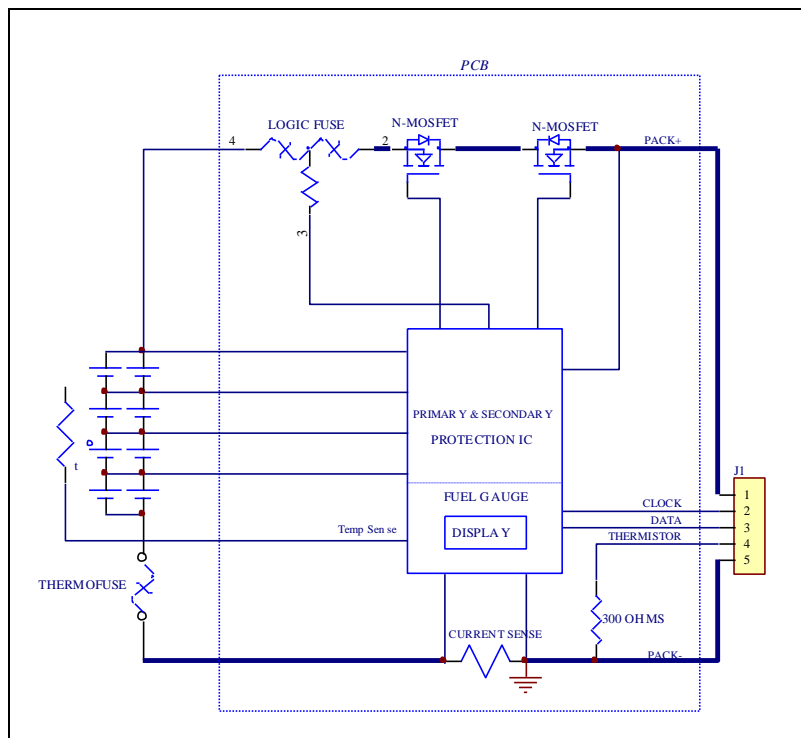 PCB
LOGIC FUSE
N-MOSFET
N-MOSFET
4
2
PACK+
3
PRIMARY & SECONDARY
PROTECTION IC
t
J1
FUEL GAUGE
1
CLOCK
2
DATA
3
Temp Sense
DISPLAY
THERMISTOR
4
5
THERMOFUSE
300 OHMS
CURRENT SENSE
PACK-